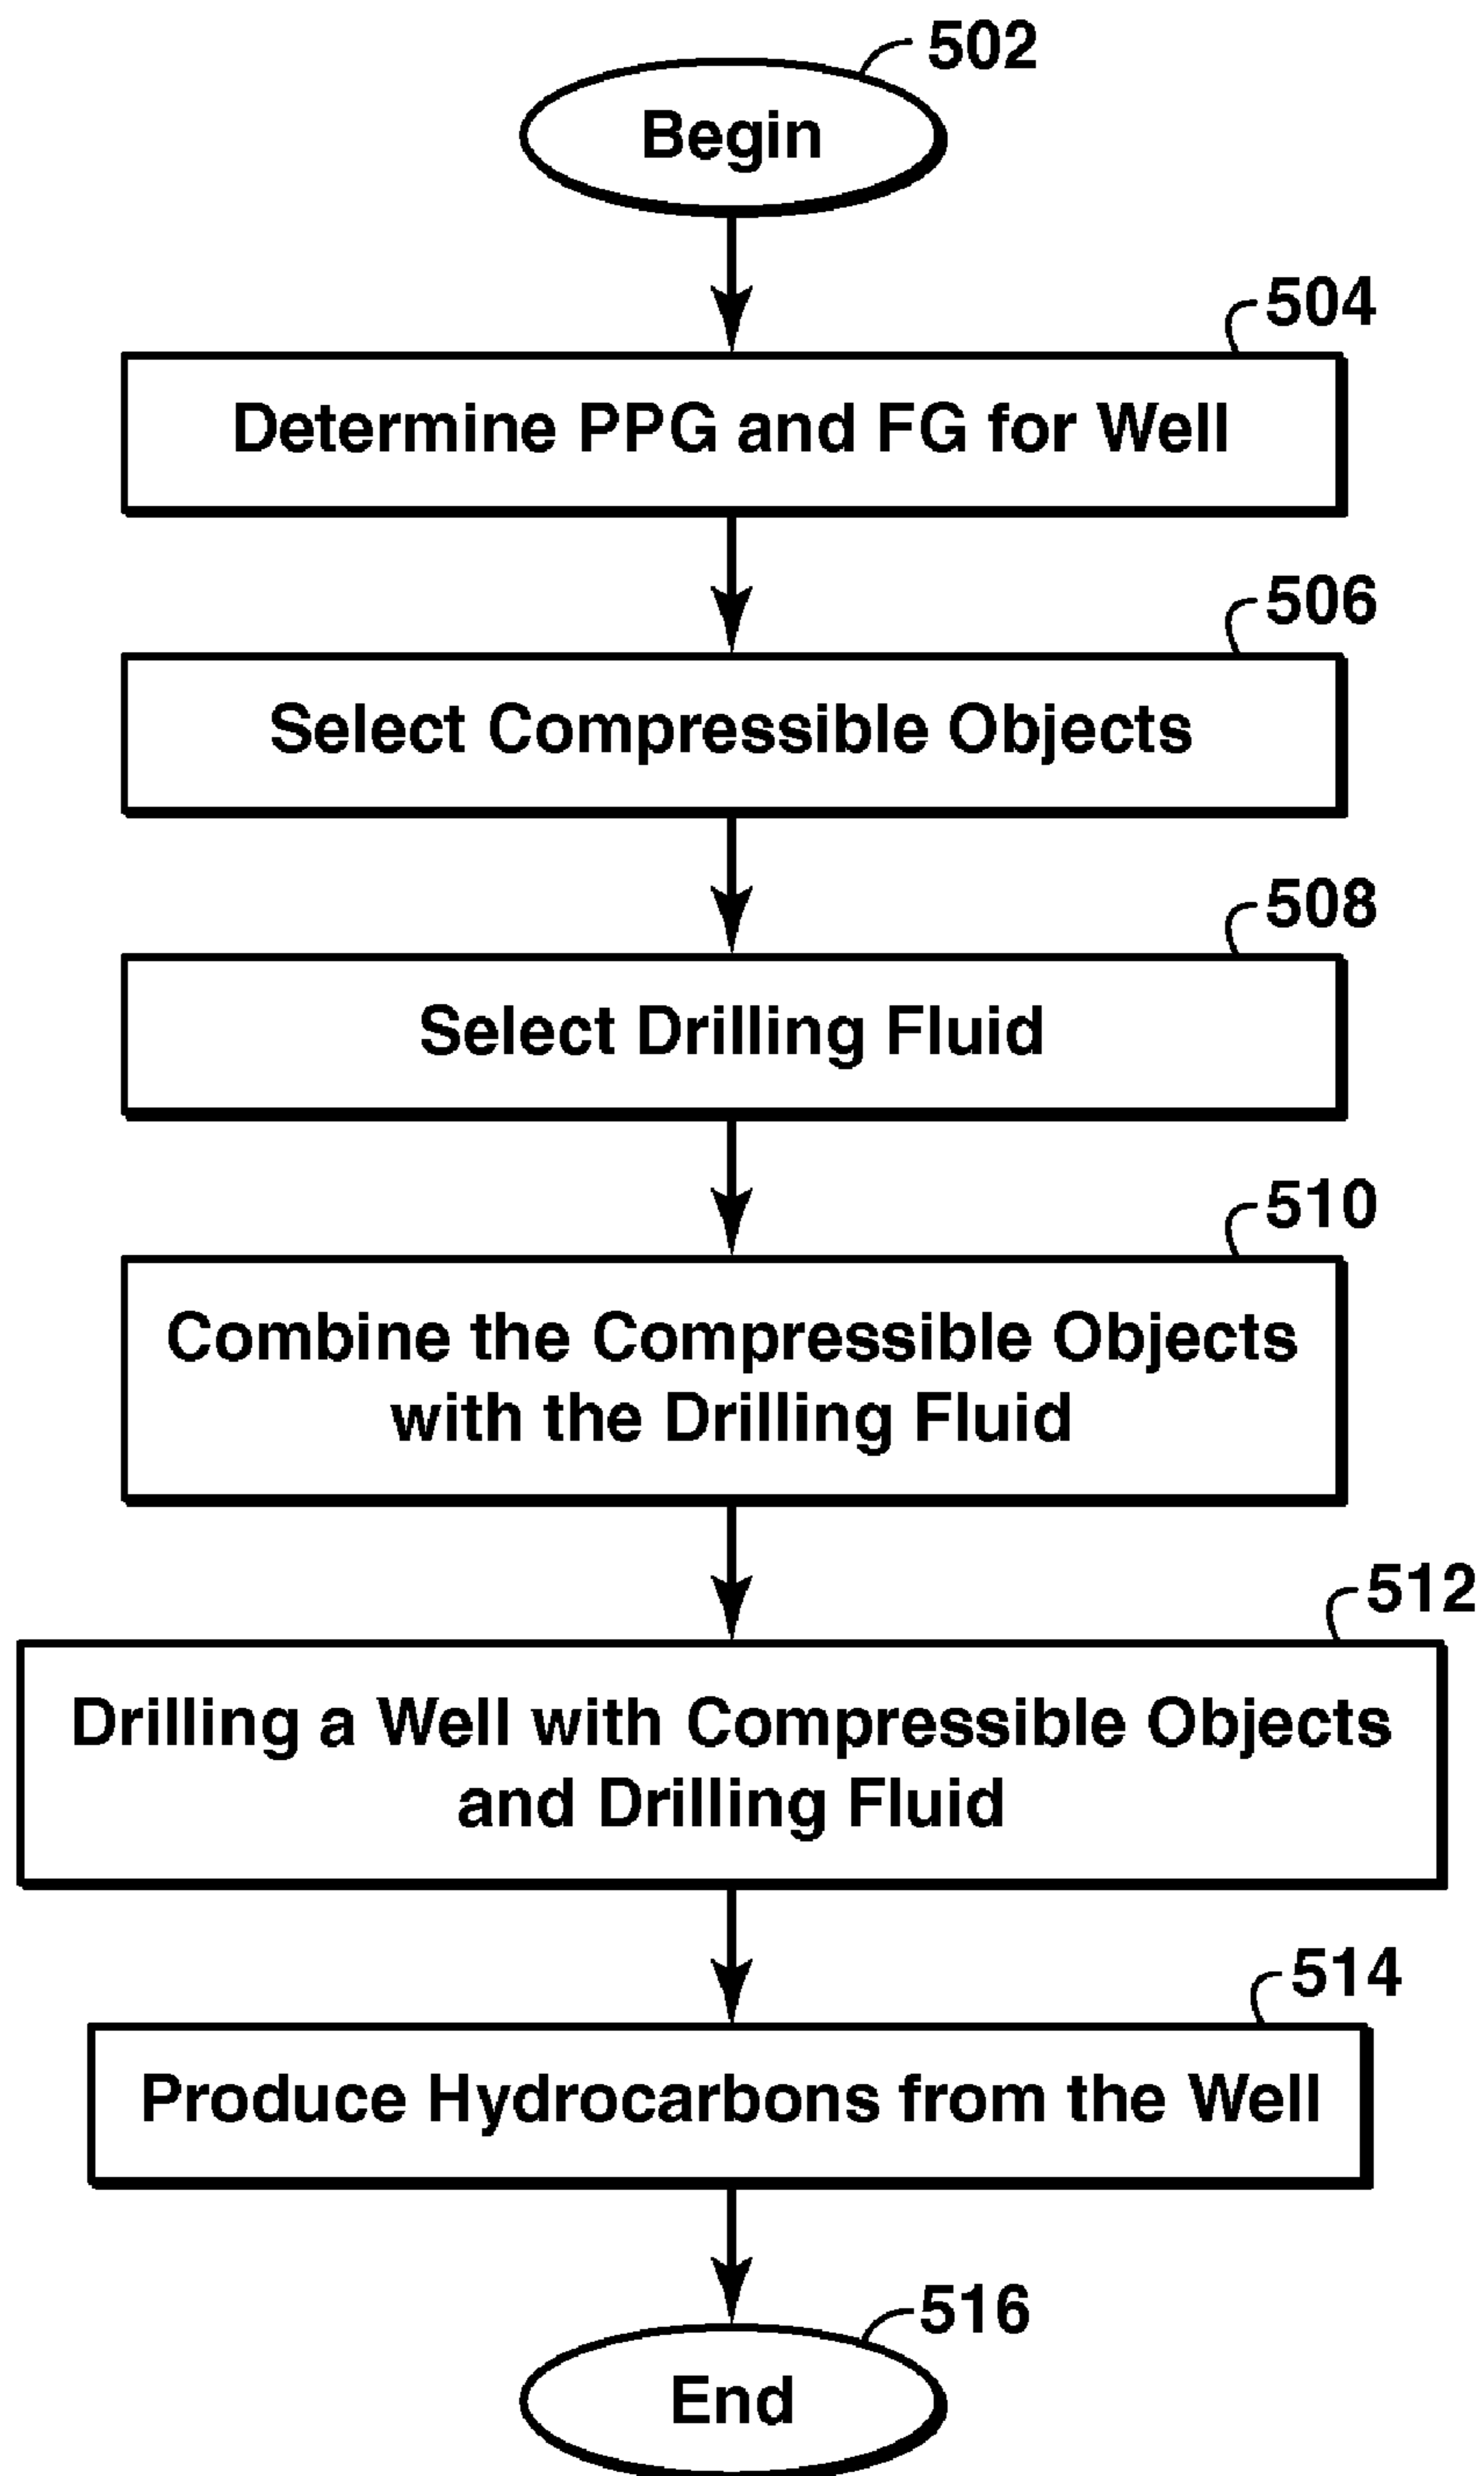 502
Begin
504
Determine PPG and FG for Well
506
Select Compressible Objects
508
Select Drilling Fluid
510
Combine the Compressible Objects
with the Drilling Fluid
512
Drilling a Well with Compressible Objects
and Drilling Fluid
514
Produce Hydrocarbons from the Well
516
End